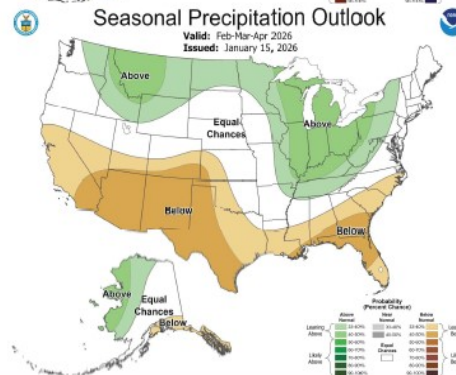 Seasonal Precipitation Outlook
Valid: Feb-Mar-Apr 2026
Issued: January 15, 2026
Above
Equal
Chances
Above
Below
Below
Above
Equal
Chances
Below
Probability
(Percent Chance)
Above
Normal
Near
Normal
Below
Normal
Leaning
Above
Equal
Chances
Likely
Above